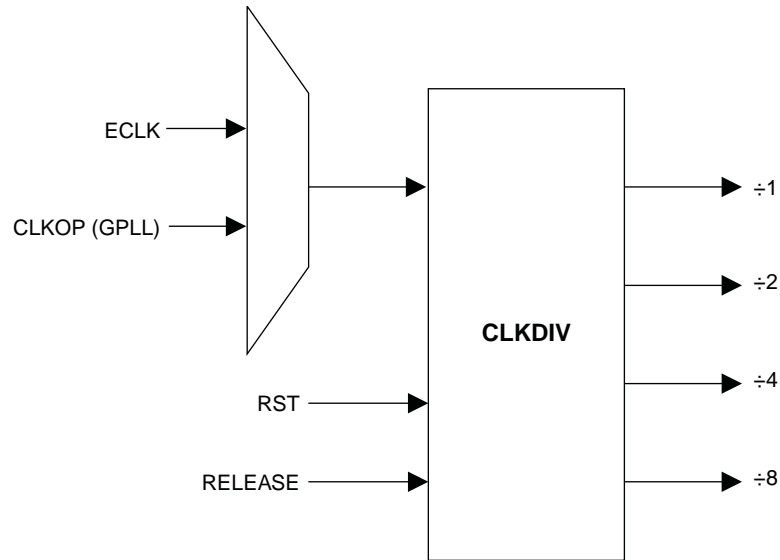 ECLK
CLKOP (GPLL)
÷1
÷2
CLKDIV
÷4
RST
RELEASE
÷8